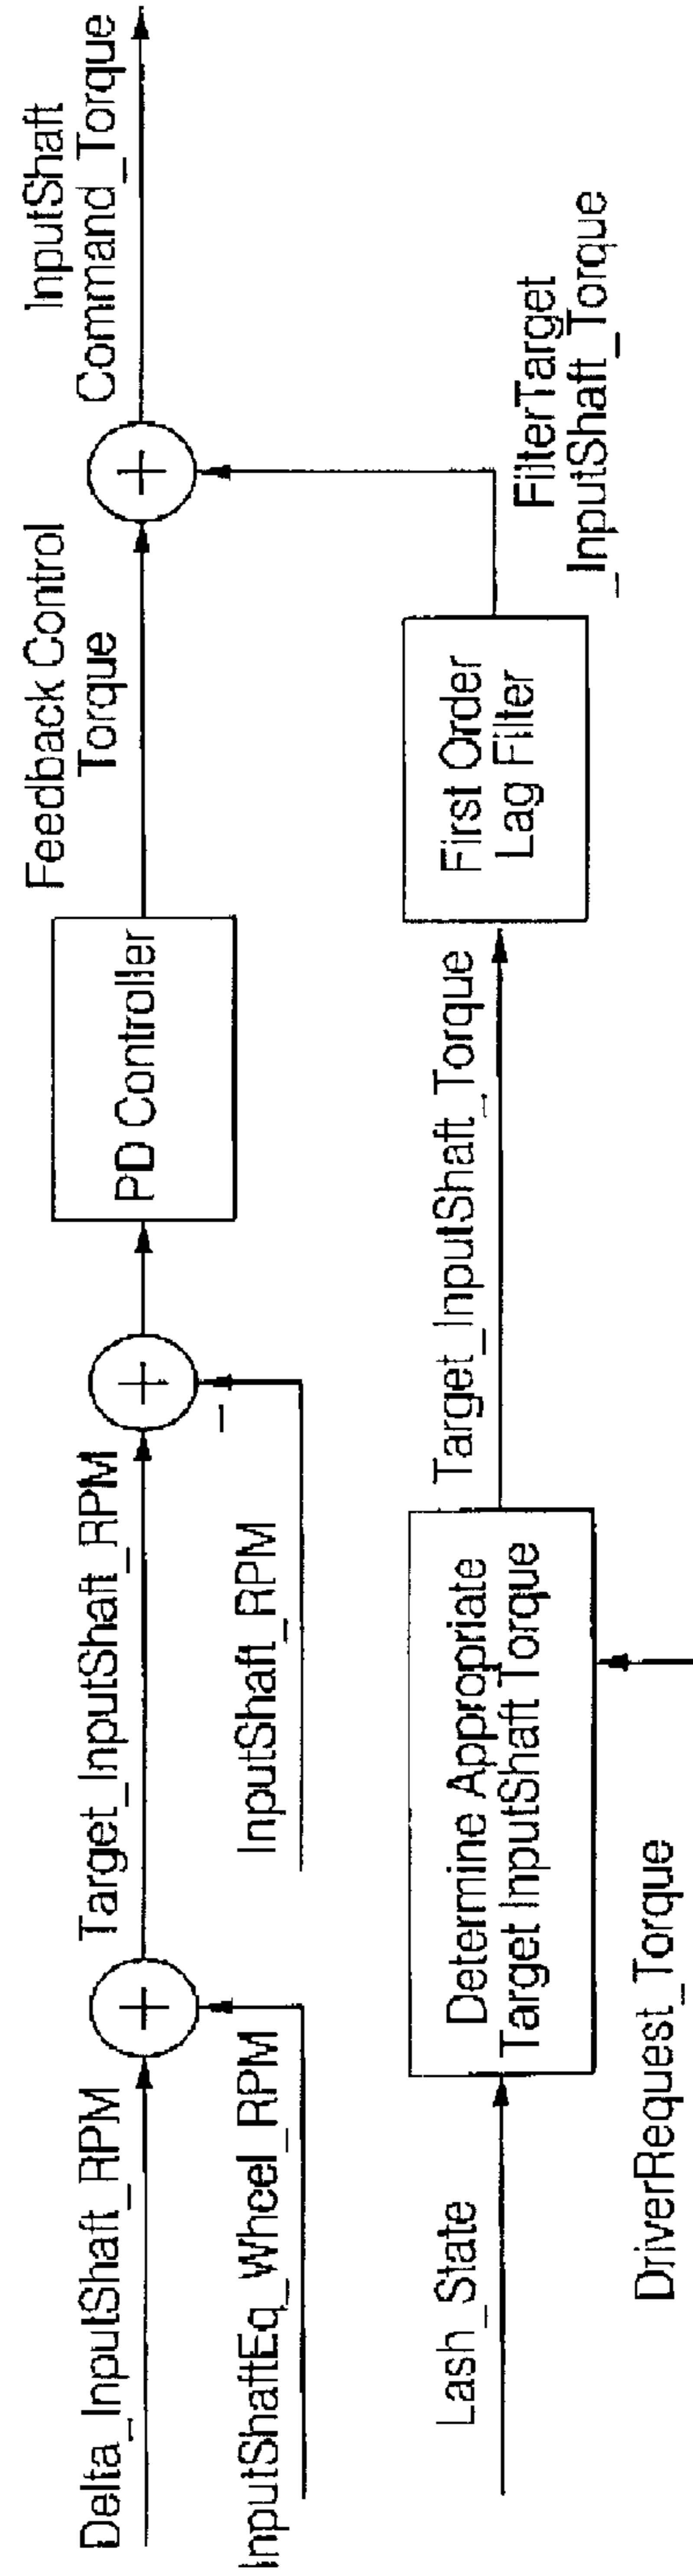 Delta_InputShaft_RPM
InputShaftEq_Wheel_RPM
+
Target_InputShaft_RPM
InputShaft_RPM
+
-
PD Controller
Feedback Control
Torque
+
InputShaft
Command_Torque
Lash_State
DriverRequest_Torque
Determine Appropriate
Target InputShaft Torque
Target_InputShaft_Torque
First Order
Lag Filter
FilterTarget
_InputShaft_Torque